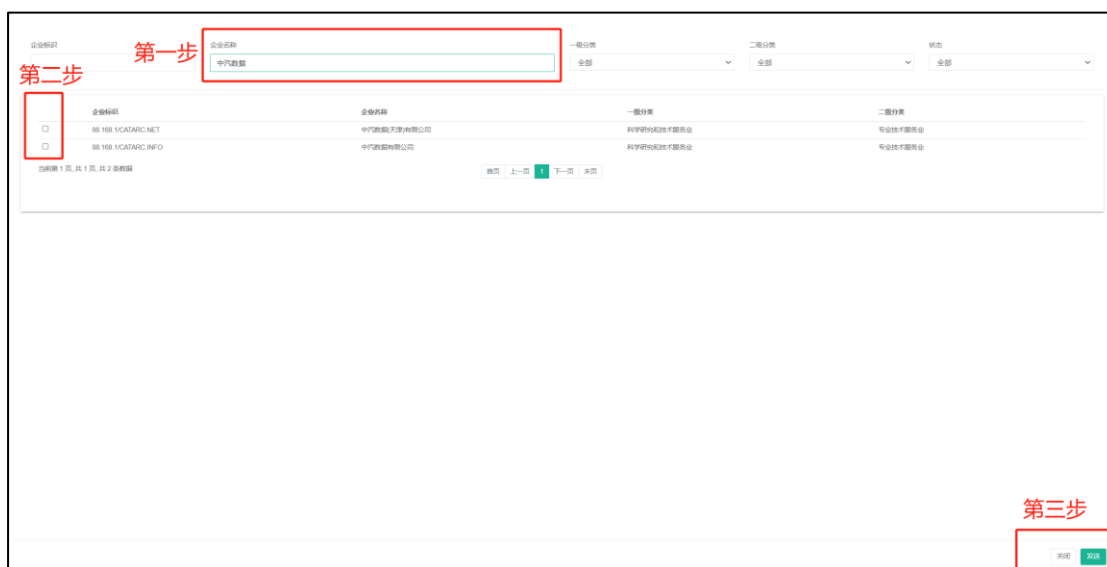 企业标识
第一步
企业名称
一级分类
二级分类
状态
中汽数据
全部
全部
全部
第二步
企业标识
企业名称
一级分类
二级分类
88.168.1/CATARC.NET
中汽数据(天津)有限公司
科学研究和技术服务业
专业技术服务业
88.168.1/CATARC.INFO
中汽数据有限公司
科学研究和技术服务业
专业技术服务业
当前第 1 页, 共 1 页, 共 2 条数据
首页 上一页 1 下一页 末页
第三步
关闭
发送